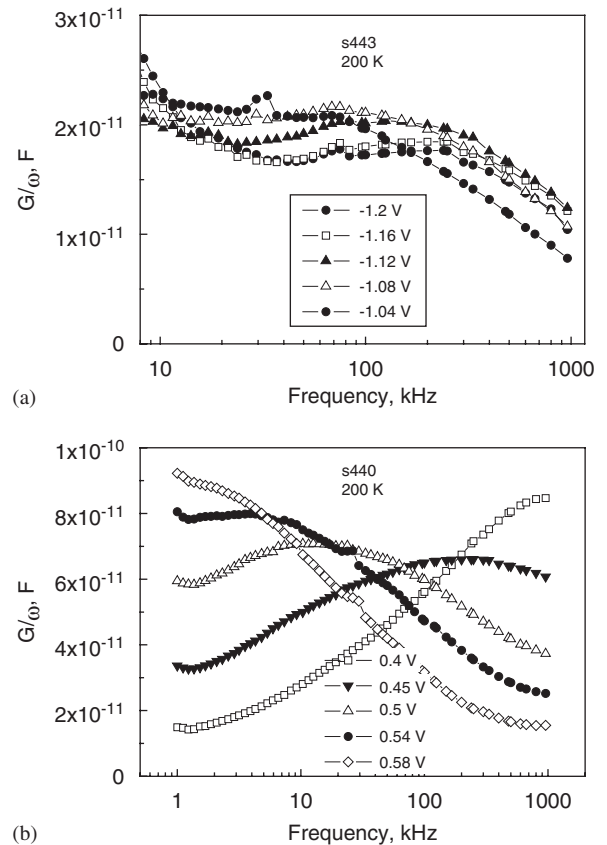 3x10⁻¹¹
s443
200 K
2x10⁻¹¹
G/ω, F
1x10⁻¹¹
-1.2 V
-1.16 V
-1.12 V
-1.08 V
-1.04 V
0
10 100 1000
(a) Frequency, kHz
1x10⁻¹⁰
s440
200 K
8x10⁻¹¹
6x10⁻¹¹
G/ω, F
4x10⁻¹¹
0.4 V
0.45 V
2x10⁻¹¹
0.5 V
0.54 V
0.58 V
0
1 10 100 1000
(b) Frequency, kHz